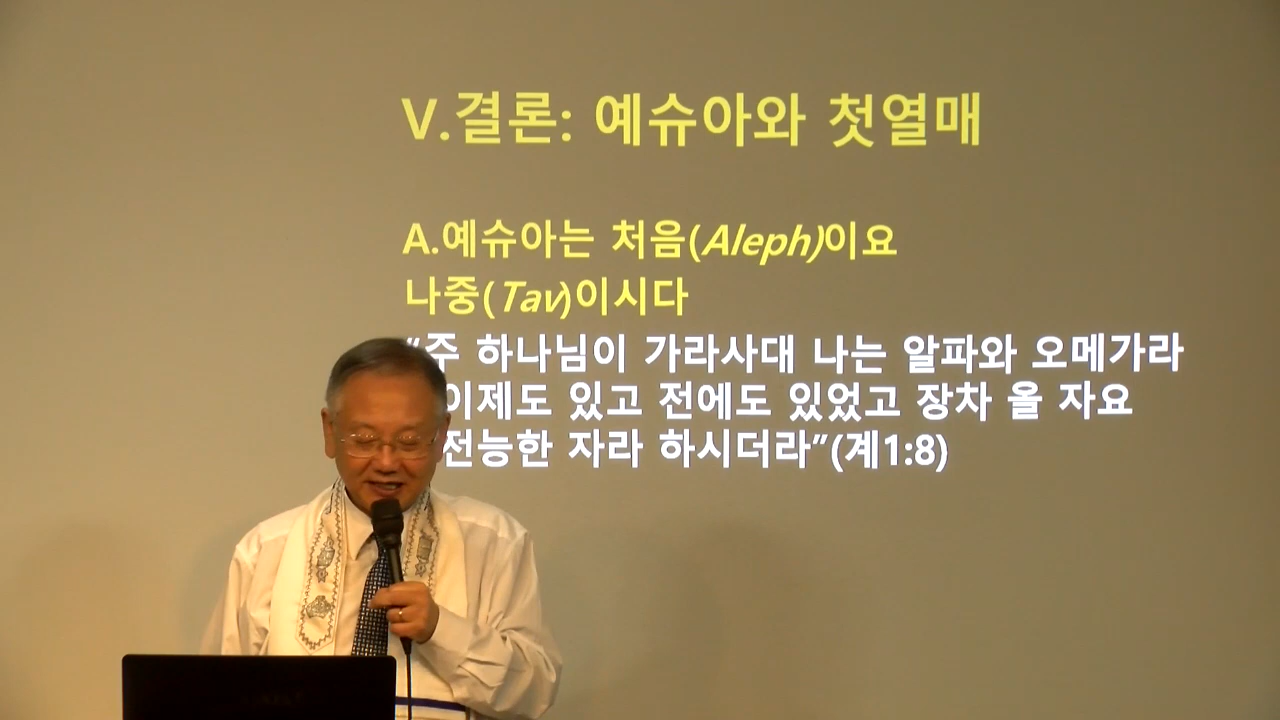 V.결론: 예슈아와 첫열매
A.예슈아는 처음(Aleph)이요
나중(Tav)이시다
“주 하나님이 가라사대 나는 알파와 오메가라
이제도 있고 전에도 있었고 장차 올 자요
전능한 자라 하시더라”(계1:8)